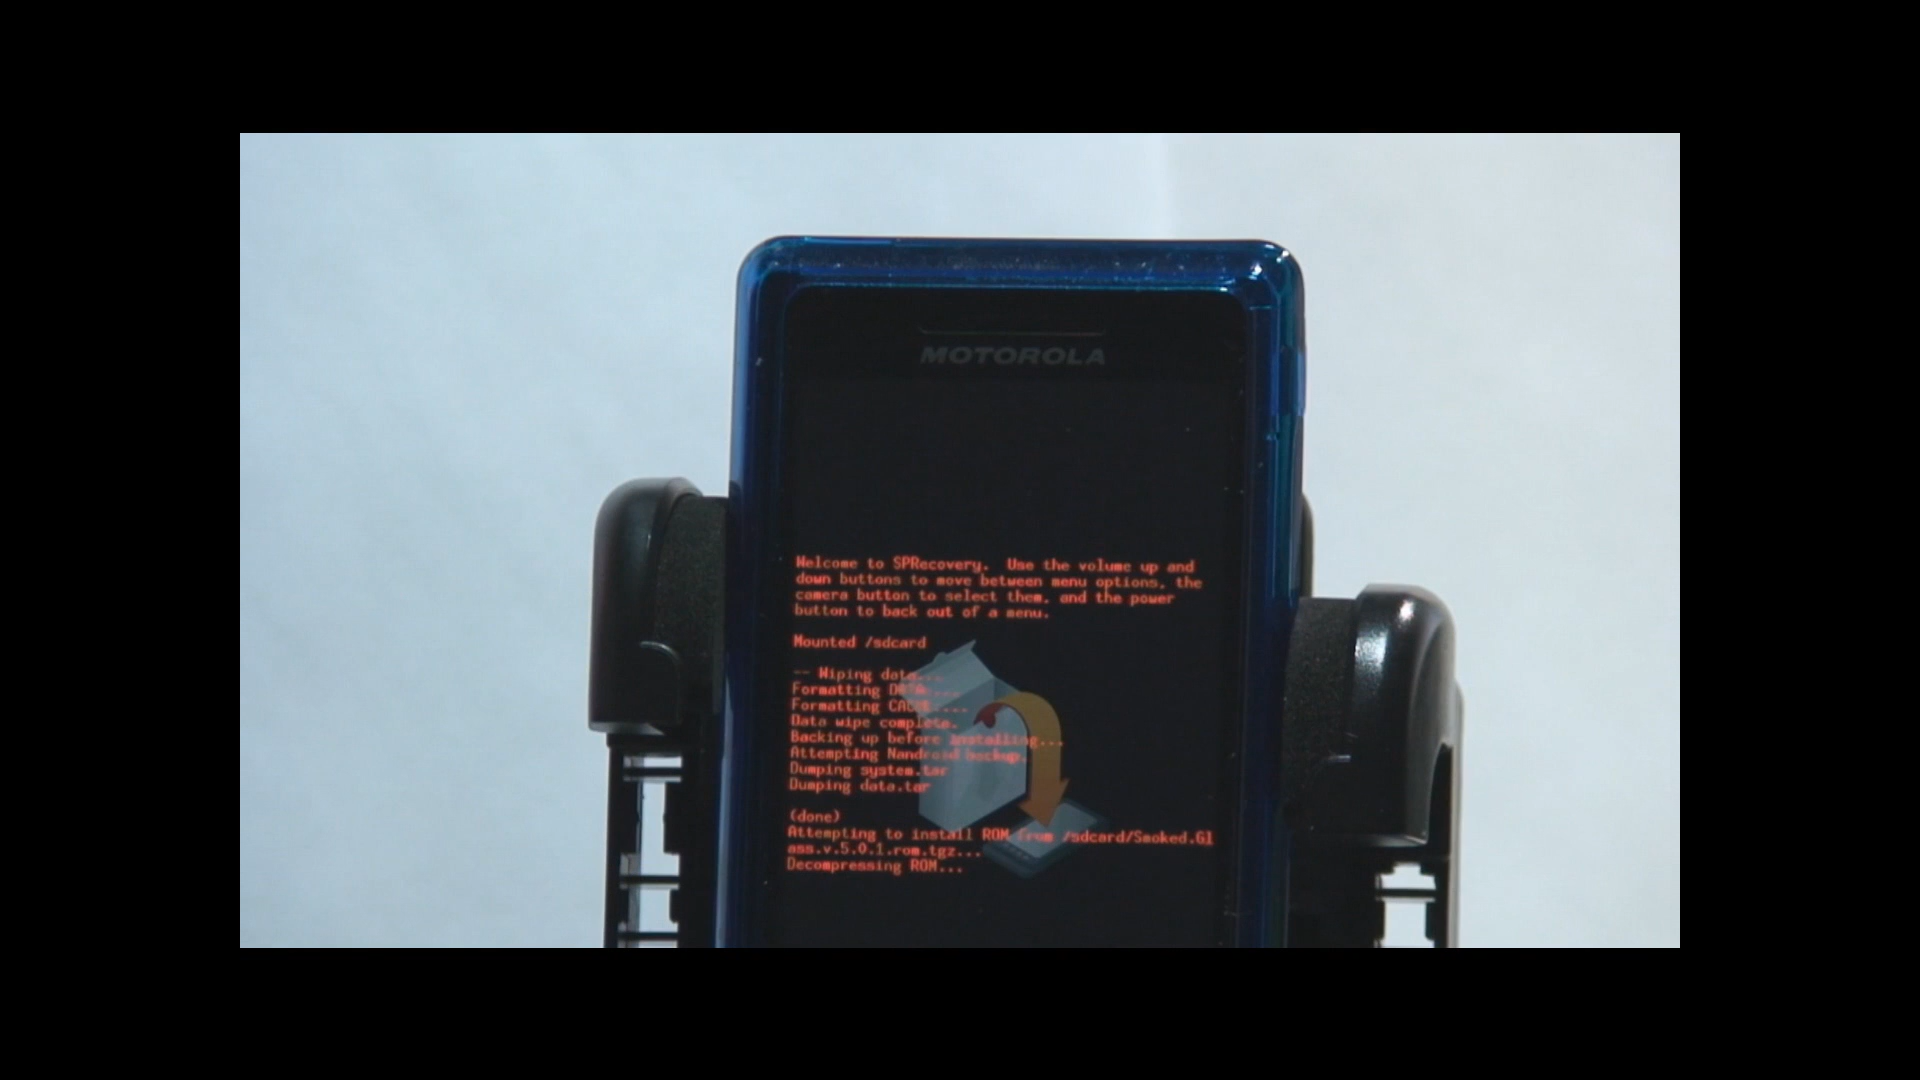 MOTOROLA
Welcome to SPRecovery. Use the volume up and
down buttons to move between menu options, the
camera button to select them, and the power
button to back out of a menu.
Mounted /sdcard
-- Wiping data...
Formatting DATA:...
Formatting CACHE:...
Data wipe complete.
Backing up before installing...
Attempting Nandroid backup.
Dumping system.tar
Dumping data.tar
(done)
Attempting to install ROM from /sdcard/Smoked.Gl
ass.v.5.0.1.rom.tgz...
Decompressing ROM...